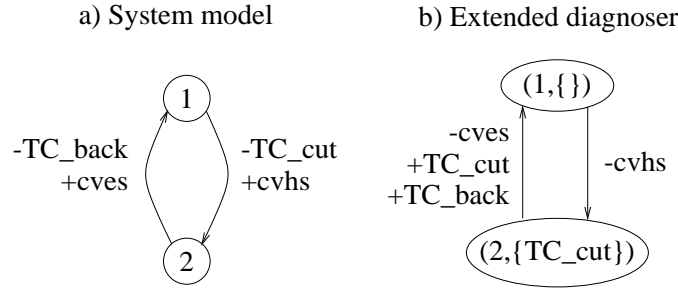 a) System model
1
-TC_back
+cves
-TC_cut
+cvhs
2
b) Extended diagnoser
(1,{})
-cves
+TC_cut
+TC_back
-cvhs
(2,{TC_cut})